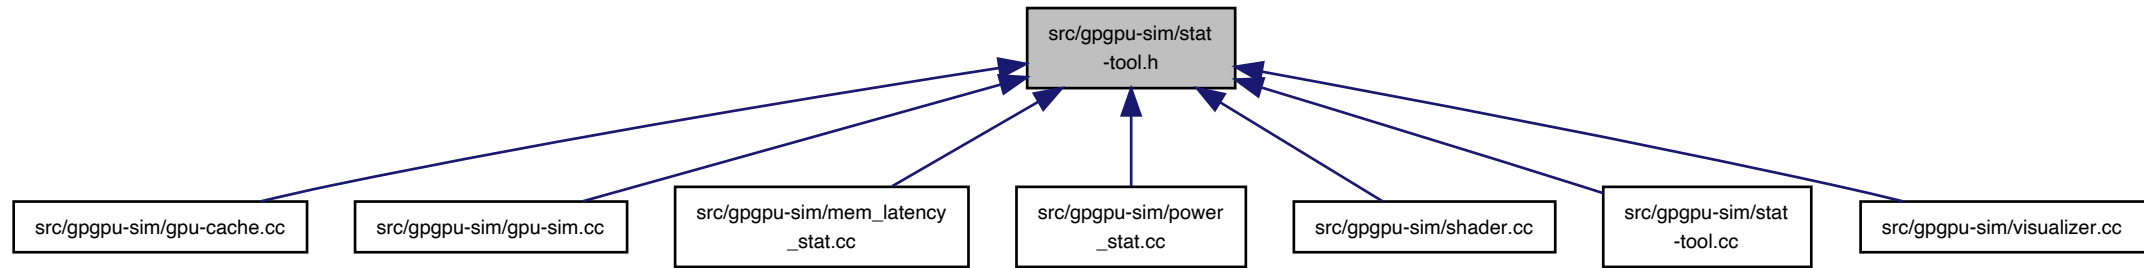 src/gpgpu-sim/stat
-tool.h
src/gpgpu-sim/gpu-cache.cc
src/gpgpu-sim/gpu-sim.cc
src/gpgpu-sim/mem_latency
_stat.cc
src/gpgpu-sim/power
_stat.cc
src/gpgpu-sim/shader.cc
src/gpgpu-sim/stat
-tool.cc
src/gpgpu-sim/visualizer.cc